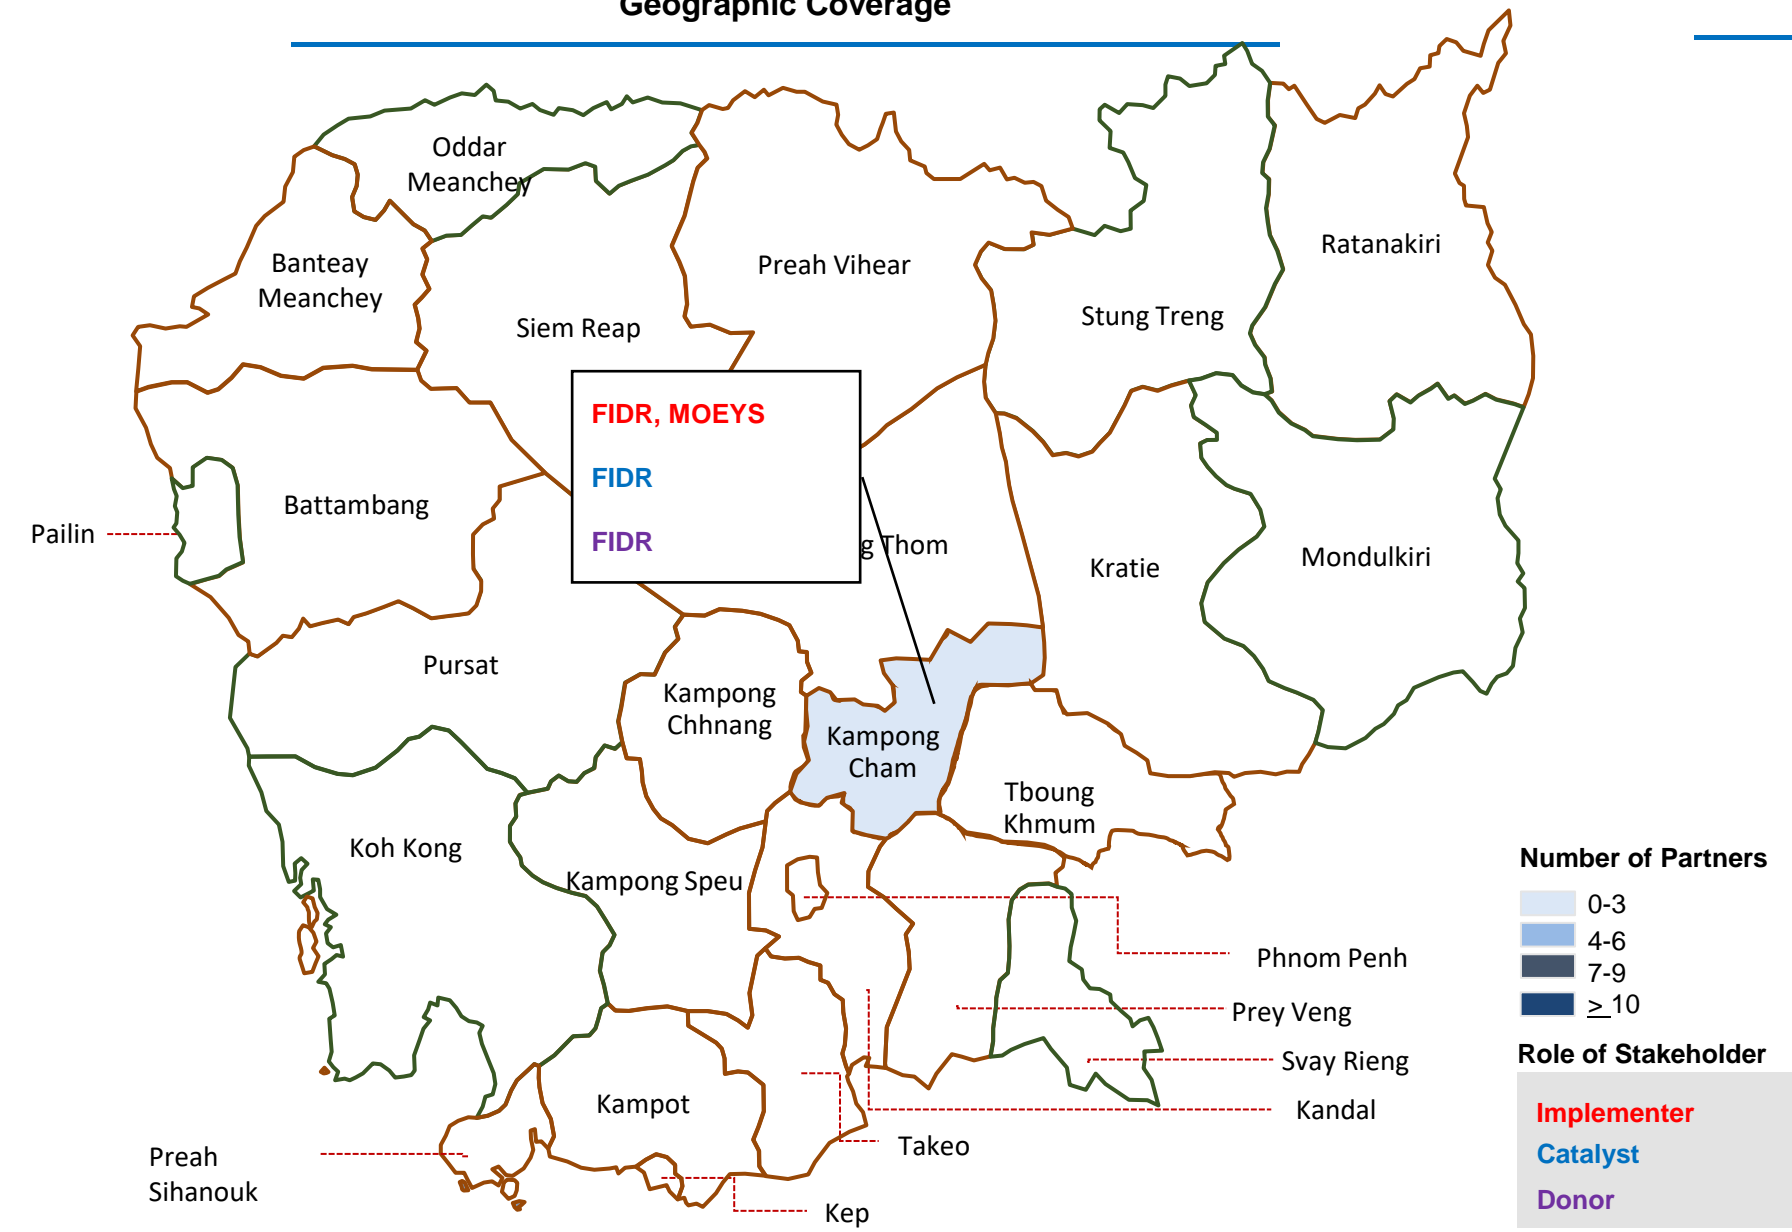 Geographic Coverage
Oddar
Meanchey
Banteay
Meanchey
Siem Reap
Preah Vihear
Stung Treng
Ratanakiri
FIDR, MOEYS
FIDR
FIDR
g Thom
Battambang
Pailin
Kratie
Mondulkiri
Pursat
Kampong
Chhnang
Kampong
Cham
Tboung
Khmum
Koh Kong
Kampong Speu
Phnom Penh
Prey Veng
Svay Rieng
Kandal
Takeo
Kampot
Preah
Sihanouk
Kep
Number of Partners
0-3
4-6
7-9
> 10
Role of Stakeholder
Implementer
Catalyst
Donor